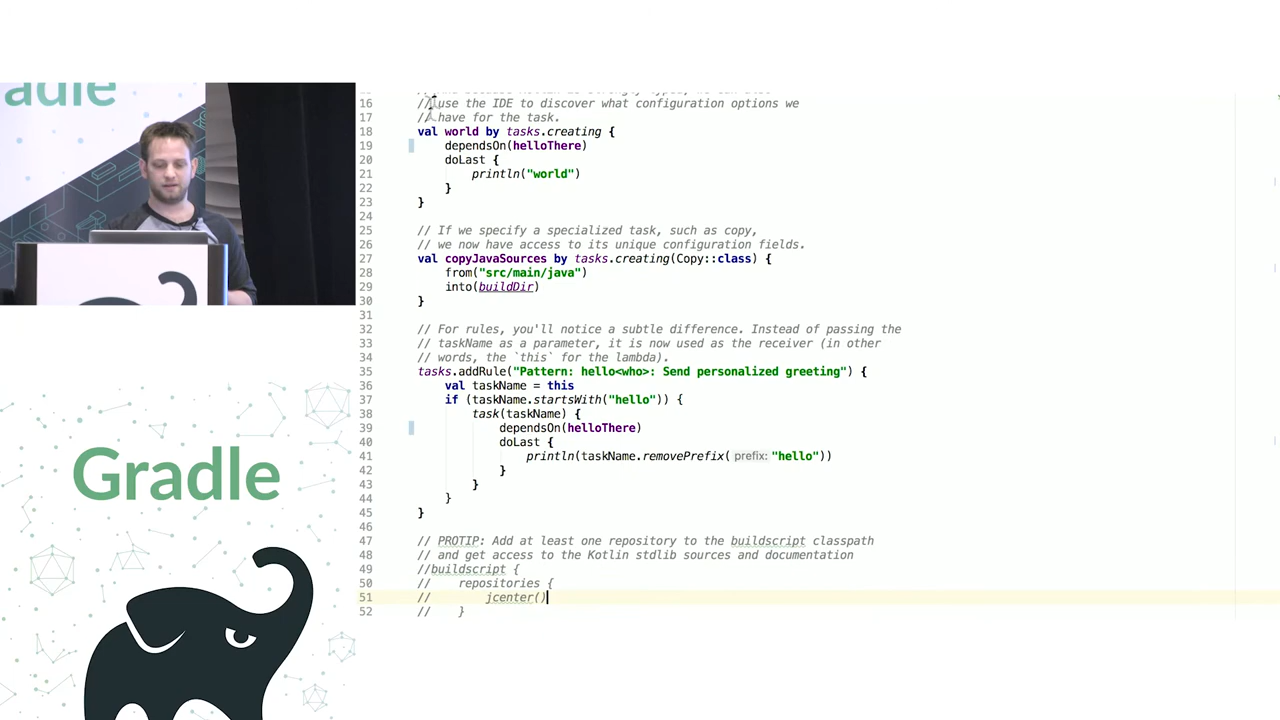 adle
16 // use the IDE to discover what configuration options we
17 // have for the task.
18 val world by tasks.creating {
19 dependsOn(helloThere)
20 doLast {
21 println("world")
22 }
23 }
24
25 // If we specify a specialized task, such as copy,
26 // we now have access to its unique configuration fields.
27 val copyJavaSources by tasks.creating(Copy::class) {
28 from("src/main/java")
29 into(buildDir)
30 }
31
32 // For rules, you'll notice a subtle difference. Instead of passing the
33 // taskName as a parameter, it is now used as the receiver (in other
34 // words, the `this` for the lambda).
35 tasks.addRule("Pattern: hello<who>: Send personalized greeting") {
36 val taskName = this
37 if (taskName.startsWith("hello")) {
38 task(taskName) {
39 dependsOn(helloThere)
40 doLast {
41 println(taskName.removePrefix( prefix: "hello"))
42 }
43 }
44 }
45 }
46
47 // PROTIP: Add at least one repository to the buildscript classpath
48 // and get access to the Kotlin stdlib sources and documentation
49 //buildscript {
50 // repositories {
51 // jcenter()
52 // }
Gradle